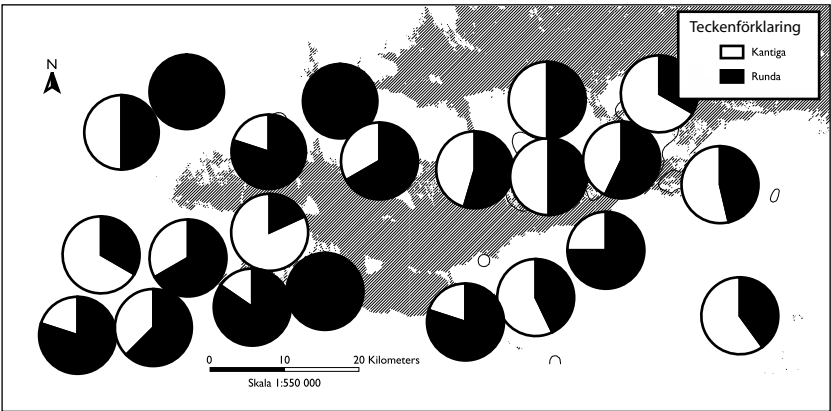 Teckenförklaring
Kantiga
Runda
N
0 10 20 Kilometers
Skala 1:550 000